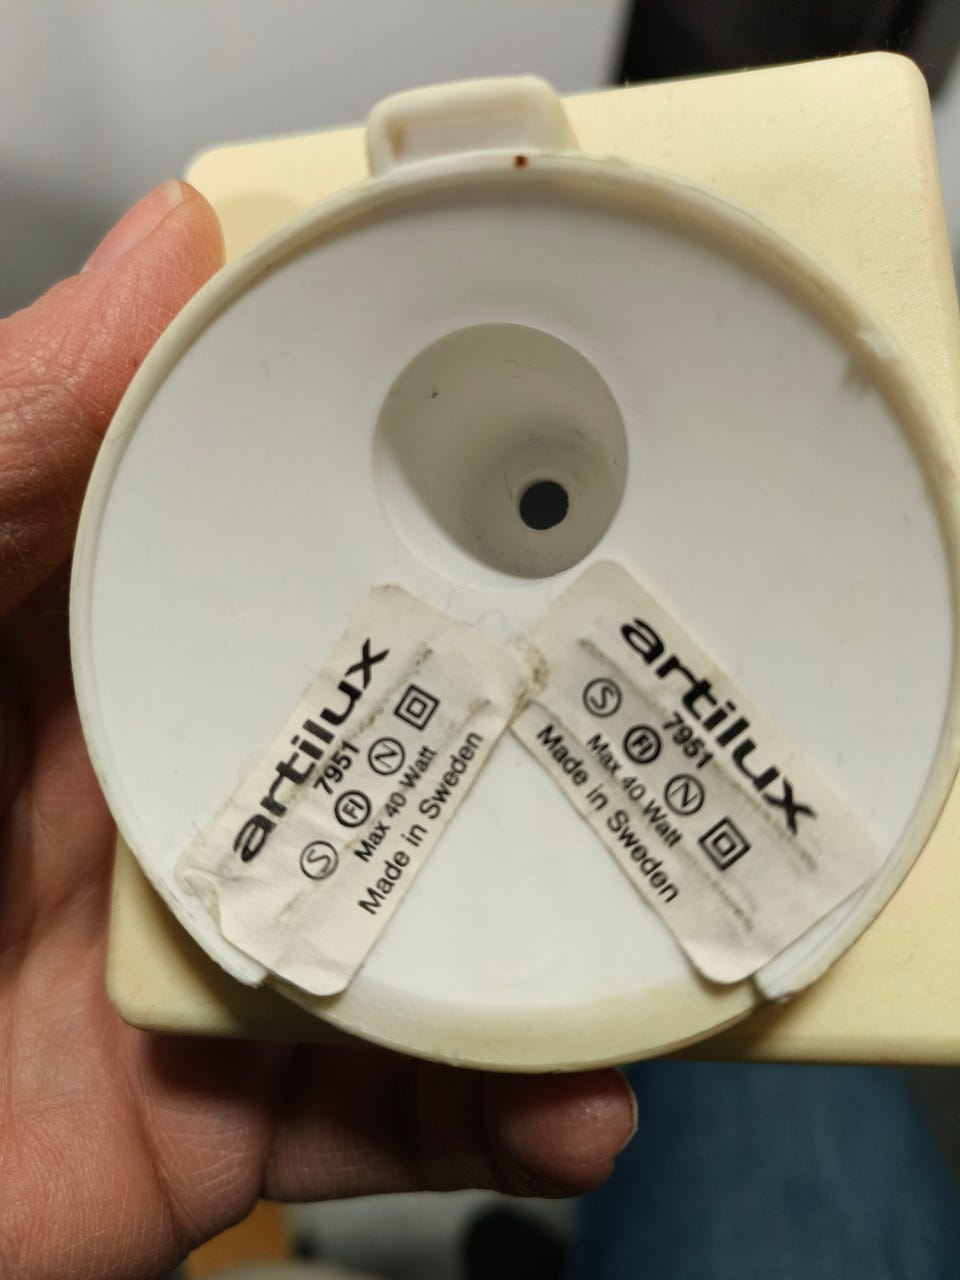 artilux
7951
S FI N
Max 40 Watt
Made in Sweden
artilux
7951
S FI N
Max 40 Watt
Made in Sweden